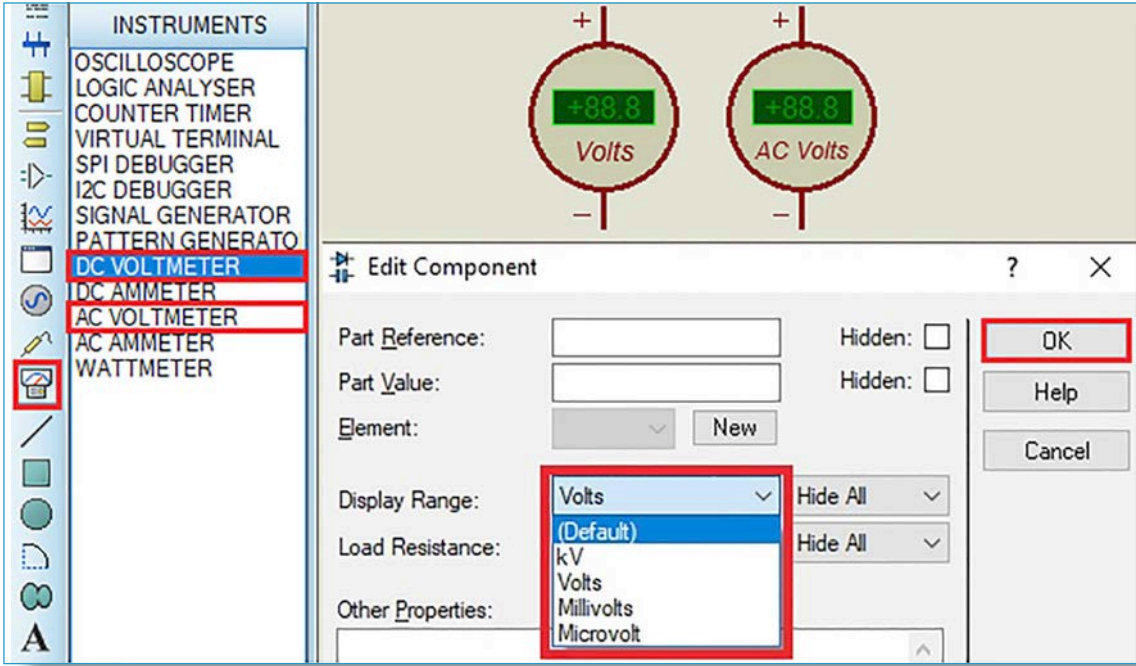 INSTRUMENTS
OSCILLOSCOPE
LOGIC ANALYSER
COUNTER TIMER
VIRTUAL TERMINAL
SPI DEBUGGER
I2C DEBUGGER
SIGNAL GENERATOR
PATTERN GENERATO
DC VOLTMETER
DC AMMETER
AC VOLTMETER
AC AMMETER
WATTMETER
A
+ +
+88.8 +88.8
Volts AC Volts
− −
Edit Component ? ×
Part Reference: Hidden: OK
Part Value: Hidden: Help
Element: New Cancel
Display Range: Volts Hide All
(Default)
Load Resistance: Hide All
kV
Volts
Other Properties: Millivolts
Microvolt